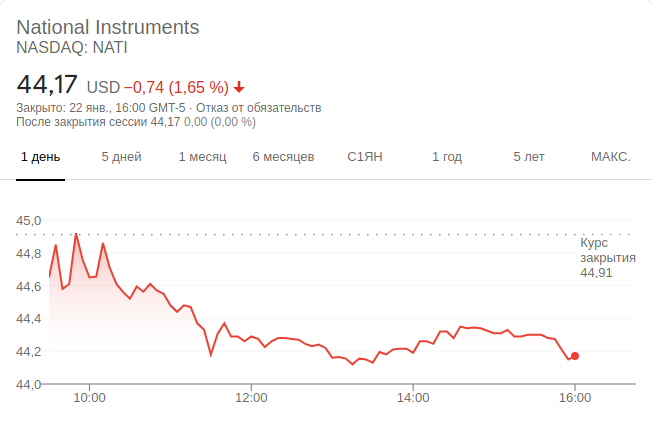 National Instruments
NASDAQ: NATI
44,17 USD −0,74 (1,65 %)
Закрыто: 22 янв., 16:00 GMT-5 · Отказ от обязательств
После закрытия сессии 44,17 0,00 (0,00 %)
1 день 5 дней 1 месяц 6 месяцев С1ЯН 1 год 5 лет МАКС.
45,0
Курс
закрытия
44,91
44,8
44,6
44,4
44,2
44,0
10:00 12:00 14:00 16:00